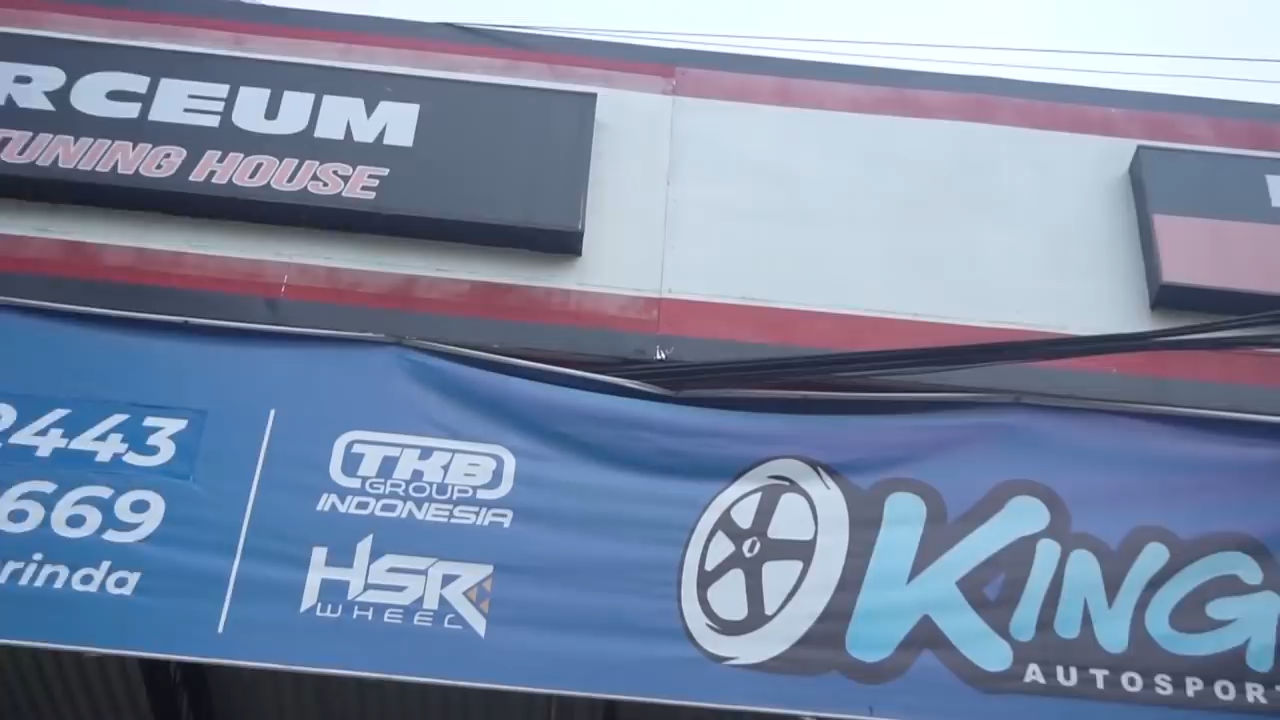 RCEUM
TUNING HOUSE
2443
669
rinda
TKB
GROUP
INDONESIA
HSR
WHEEL
KING
AUTOSPORT